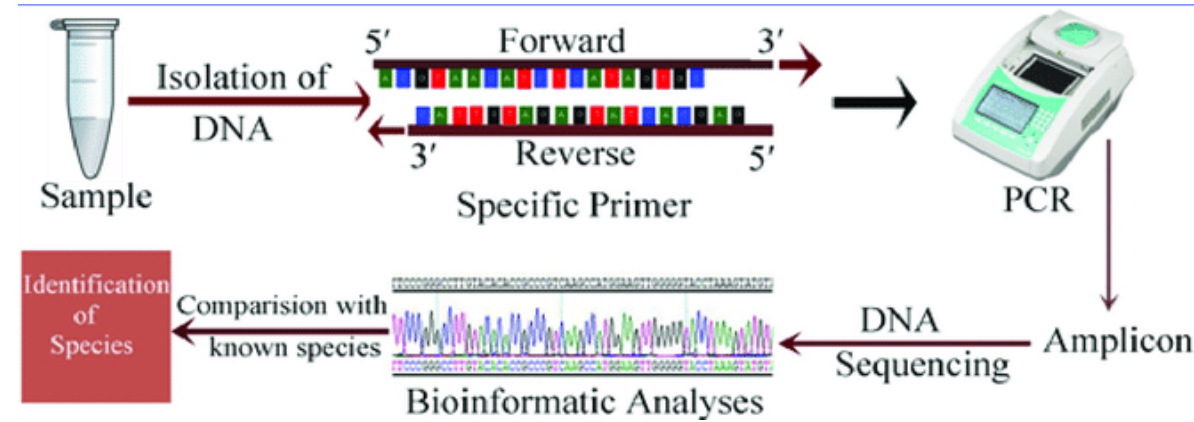 5′ Forward 3′
Isolation of
DNA
3′ Reverse 5′
Specific Primer
Sample
PCR
Identification
of
Species
Comparision with
known species
Bioinformatic Analyses
DNA
Sequencing
Amplicon